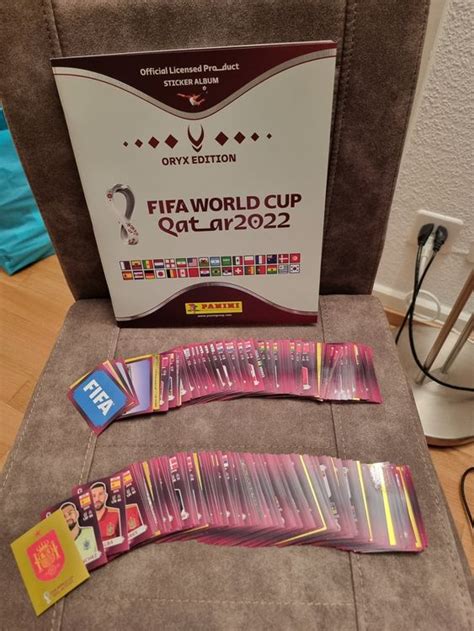 Official Licensed Product
STICKER ALBUM
ORYX EDITION
FIFA WORLD CUP
Qatar2022
PANINI
FIFA